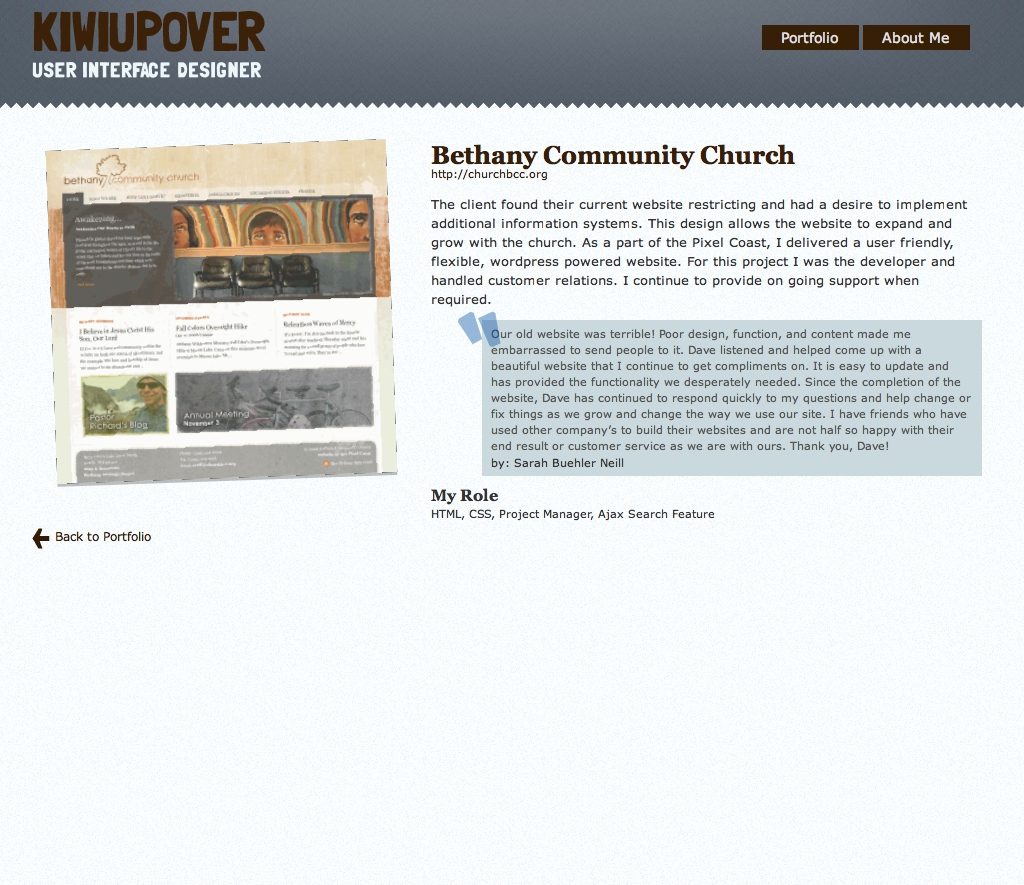 KIWIUPOVER
USER INTERFACE DESIGNER
Portfolio
About Me
bethany community church
HOME
Awakening...
I Believe in Jesus Christ His
Son, Our Lord
Fall Colors Overnight Hike
Relentless Waves of Mercy
Pastor
Richard's Blog
Annual Meeting
November 3
Bethany Community Church
http://churchbcc.org
The client found their current website restricting and had a desire to implement
additional information systems. This design allows the website to expand and
grow with the church. As a part of the Pixel Coast, I delivered a user friendly,
flexible, wordpress powered website. For this project I was the developer and
handled customer relations. I continue to provide on going support when
required.
Our old website was terrible! Poor design, function, and content made me
embarrassed to send people to it. Dave listened and helped come up with a
beautiful website that I continue to get compliments on. It is easy to update and
has provided the functionality we desperately needed. Since the completion of the
website, Dave has continued to respond quickly to my questions and help change or
fix things as we grow and change the way we use our site. I have friends who have
used other company’s to build their websites and are not half so happy with their
end result or customer service as we are with ours. Thank you, Dave!
by: Sarah Buehler Neill
My Role
HTML, CSS, Project Manager, Ajax Search Feature
Back to Portfolio